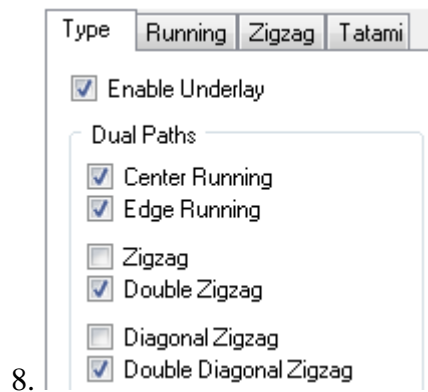 Type Running Zigzag Tatami
Enable Underlay
Dual Paths
Center Running
Edge Running
Zigzag
Double Zigzag
Diagonal Zigzag
8. Double Diagonal Zigzag